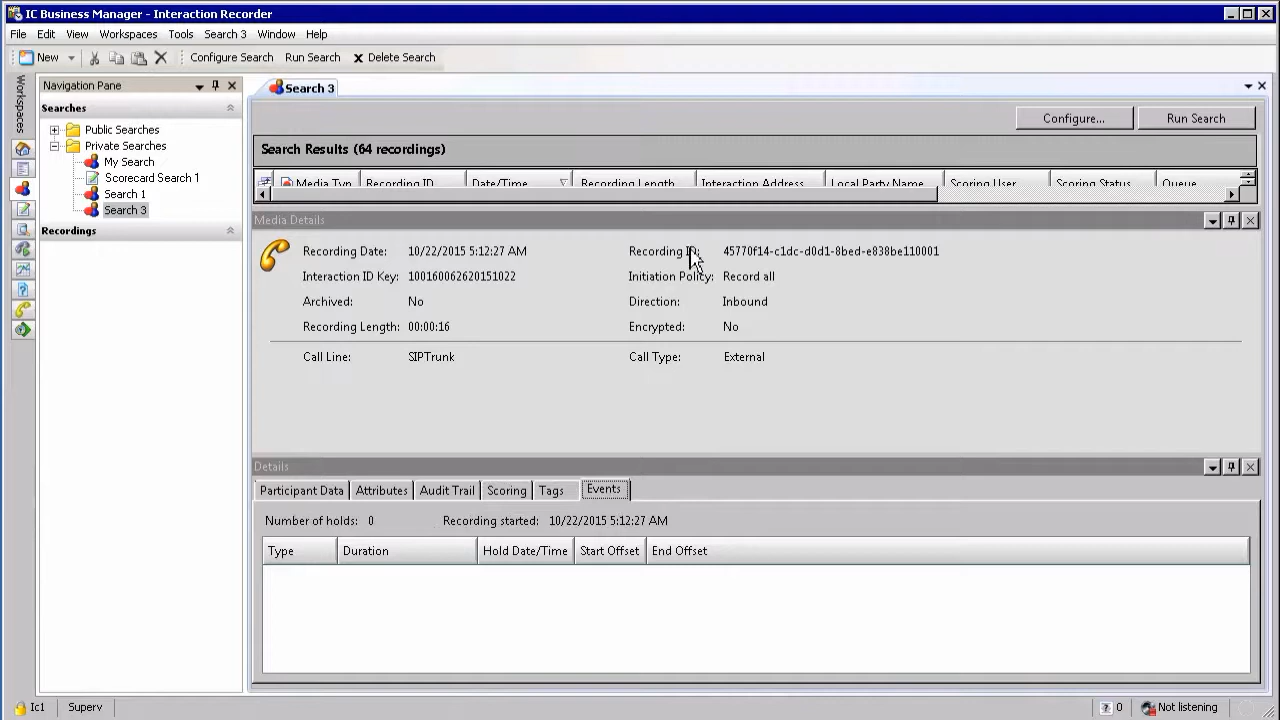 IC Business Manager - Interaction Recorder
File Edit View Workspaces Tools Search 3 Window Help
New Configure Search Run Search Delete Search
Workspaces
Navigation Pane
Searches
Public Searches
Private Searches
My Search
Scorecard Search 1
Search 1
Search 3
Recordings
Search 3
Configure... Run Search
Search Results (64 recordings)
Media Typ Recording ID Date/Time Recording Length Interaction Address Local Party Name Scoring User Scoring Status Queue
Media Details
Recording Date: 10/22/2015 5:12:27 AM Recording ID: 45770f14-c1dc-d0d1-8bed-e838be110001
Interaction ID Key: 100160062620151022 Initiation Policy: Record all
Archived: No Direction: Inbound
Recording Length: 00:00:16 Encrypted: No
Call Line: SIPTrunk Call Type: External
Details
Participant Data Attributes Audit Trail Scoring Tags Events
Number of holds: 0 Recording started: 10/22/2015 5:12:27 AM
Type Duration Hold Date/Time Start Offset End Offset
Ic1 Superv 0 Not listening